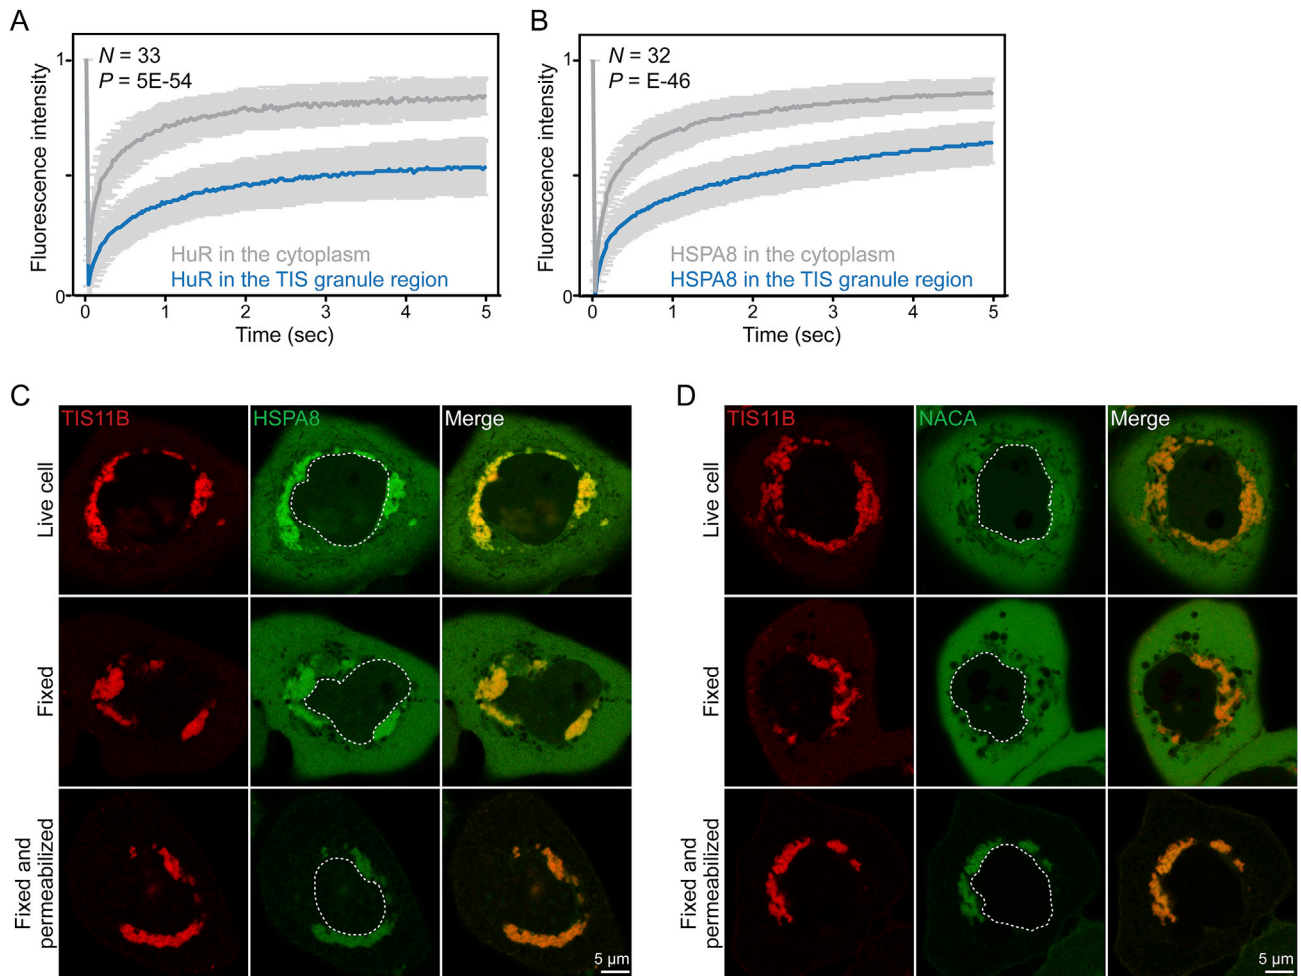 A
B
N = 33
P = 5E-54
N = 32
P = E-46
1
0
1
0
Fluorescence intensity
Fluorescence intensity
HuR in the cytoplasm
HuR in the TIS granule region
HSPA8 in the cytoplasm
HSPA8 in the TIS granule region
0 1 2 3 4 5
0 1 2 3 4 5
Time (sec)
Time (sec)
C
D
TIS11B HSPA8 Merge
TIS11B NACA Merge
Live cell
Live cell
Fixed
Fixed
Fixed and
permeabilized
Fixed and
permeabilized
5 µm
5 µm